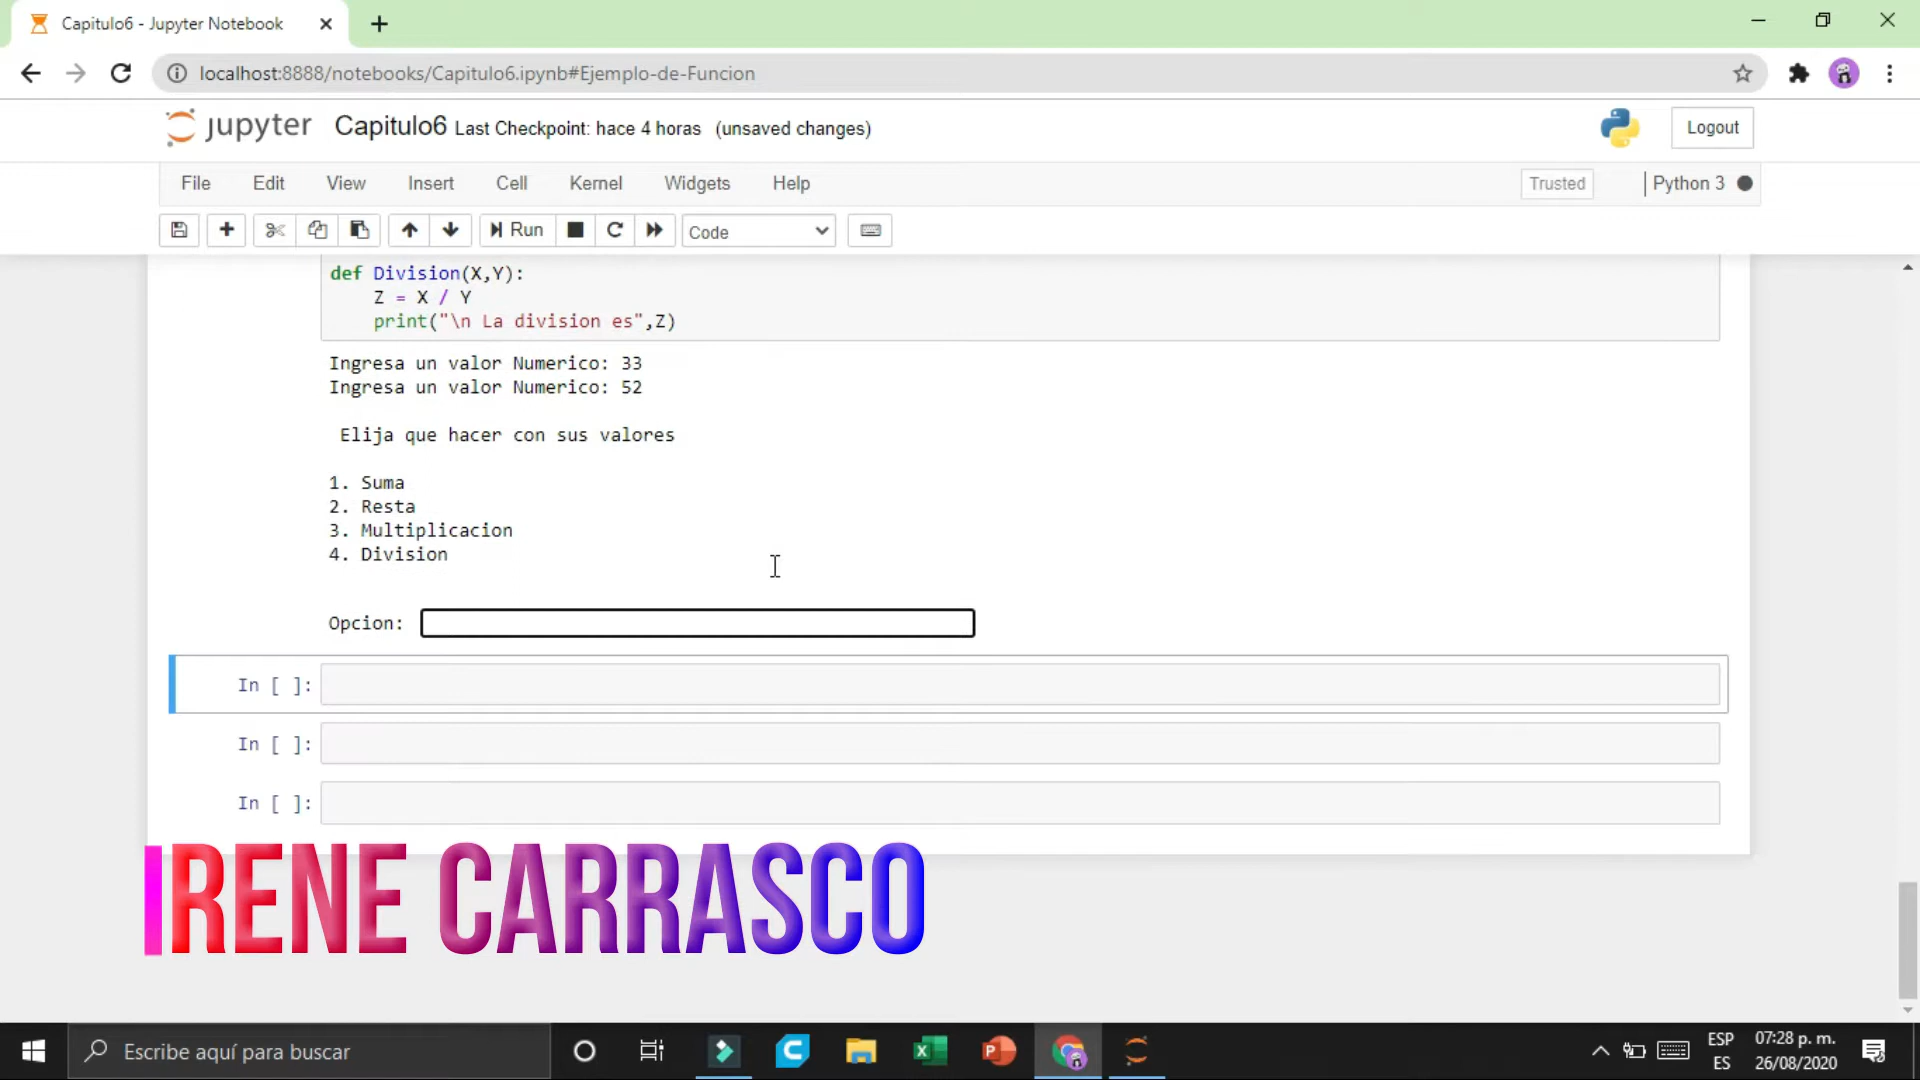 Capitulo6 - Jupyter Notebook
localhost:8888/notebooks/Capitulo6.ipynb#Ejemplo-de-Funcion
jupyter Capitulo6 Last Checkpoint: hace 4 horas (unsaved changes) Logout
File Edit View Insert Cell Kernel Widgets Help Trusted Python 3
Run Code
def Division(X,Y):
Z = X / Y
print("\n La division es",Z)
Ingresa un valor Numerico: 33
Ingresa un valor Numerico: 52
Elija que hacer con sus valores
1. Suma
2. Resta
3. Multiplicacion
4. Division
Opcion:
In [ ]:
In [ ]:
In [ ]:
IRENE CARRASCO
Escribe aquí para buscar
ESP
ES
07:28 p. m.
26/08/2020